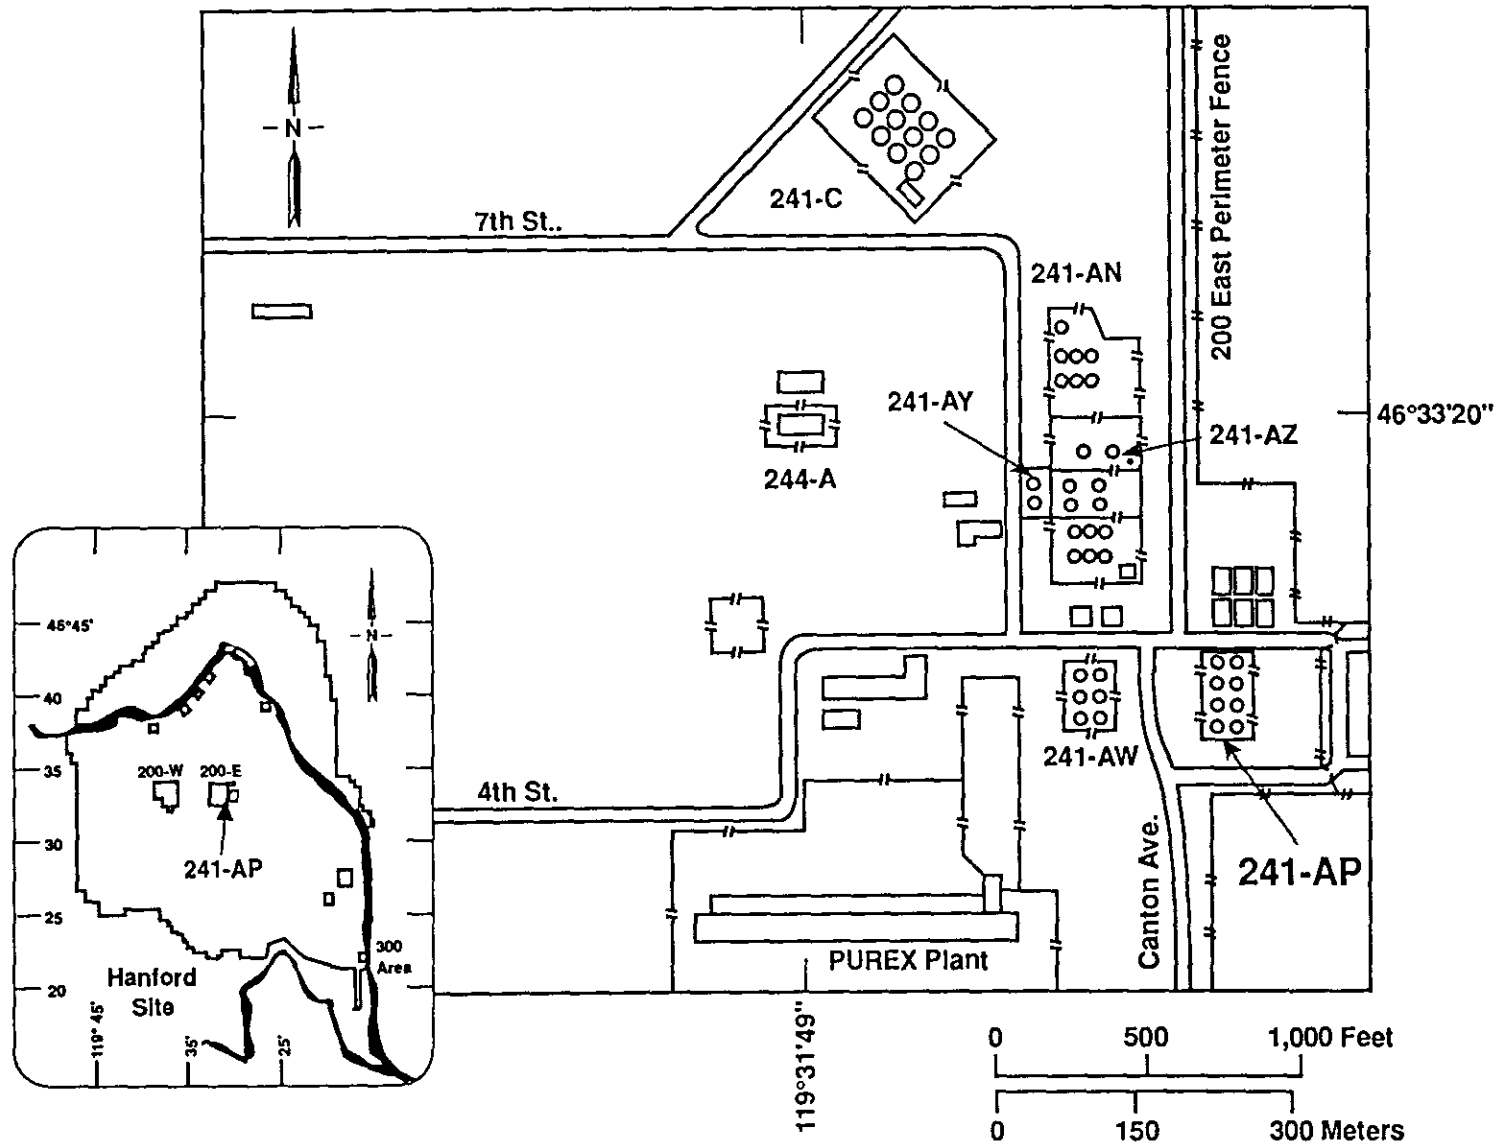 N
7th St..
241-C
200 East Perimeter Fence
241-AN
241-AY
46°33'20"
241-AZ
244-A
241-AW
4th St.
241-AP
Canton Ave.
PUREX Plant
119°31'49"
0 500 1,000 Feet
0 150 300 Meters
N
46°45'
40
35
30
25
20
200-W 200-E
241-AP
300
Area
Hanford
Site
119° 45'
35'
25'